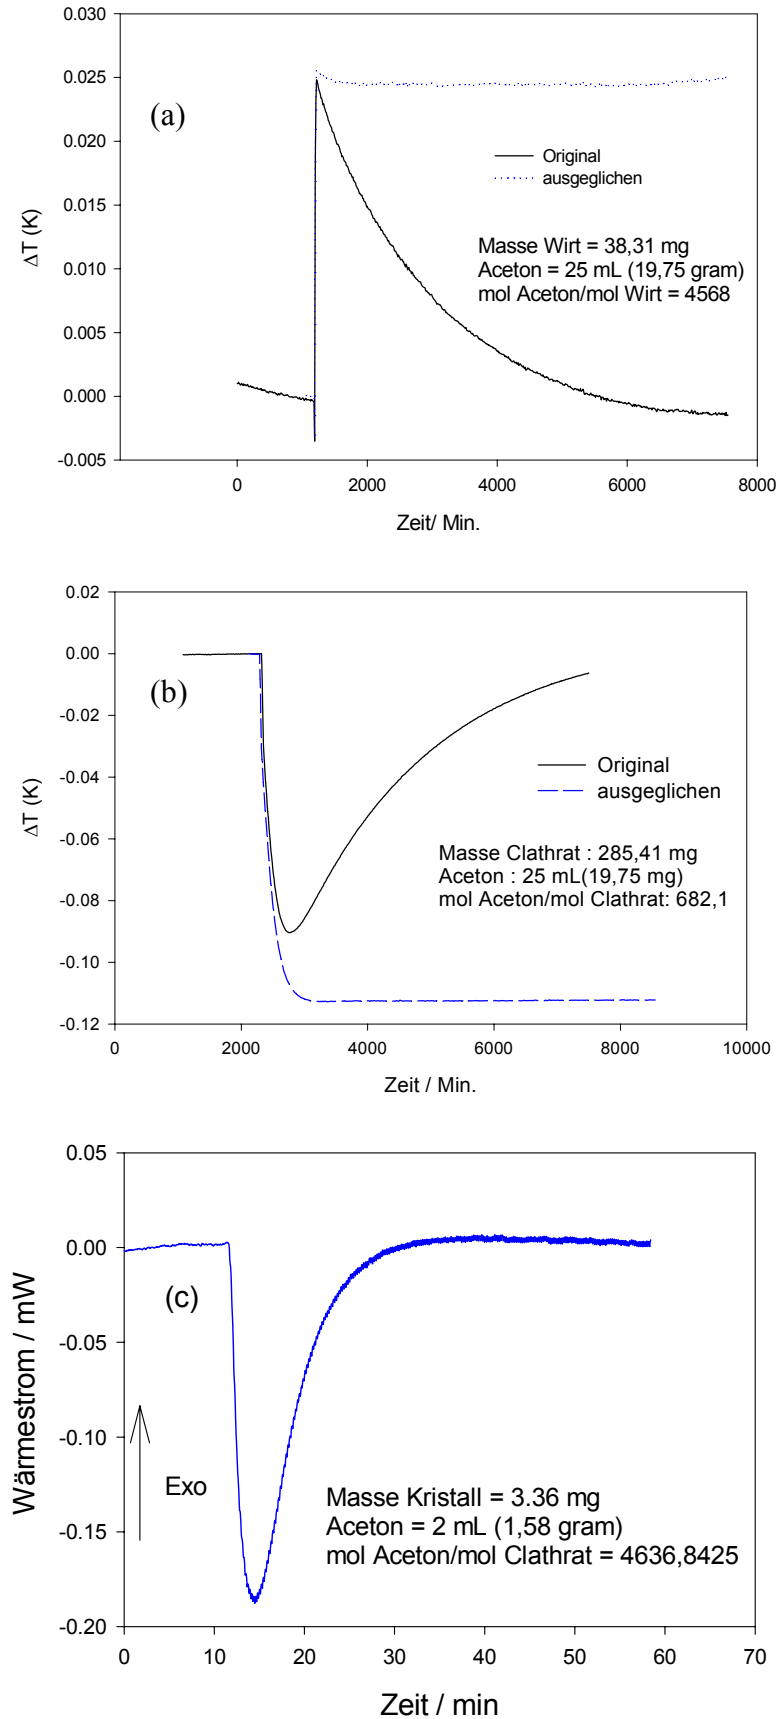 0.030
0.025
0.020
0.015
0.010
0.005
0.000
-0.005
ΔT (K)
(a)
Original
ausgeglichen
Masse Wirt = 38,31 mg
Aceton = 25 mL (19,75 gram)
mol Aceton/mol Wirt = 4568
0 2000 4000 6000 8000
Zeit/ Min.
0.02
0.00
-0.02
-0.04
-0.06
-0.08
-0.10
-0.12
ΔT (K)
(b)
Original
ausgeglichen
Masse Clathrat : 285,41 mg
Aceton : 25 mL(19,75 mg)
mol Aceton/mol Clathrat: 682,1
0 2000 4000 6000 8000 10000
Zeit / Min.
0.05
0.00
-0.05
-0.10
-0.15
-0.20
Wärmestrom / mW
(c)
Exo
Masse Kristall = 3.36 mg
Aceton = 2 mL (1,58 gram)
mol Aceton/mol Clathrat = 4636,8425
0 10 20 30 40 50 60 70
Zeit / min